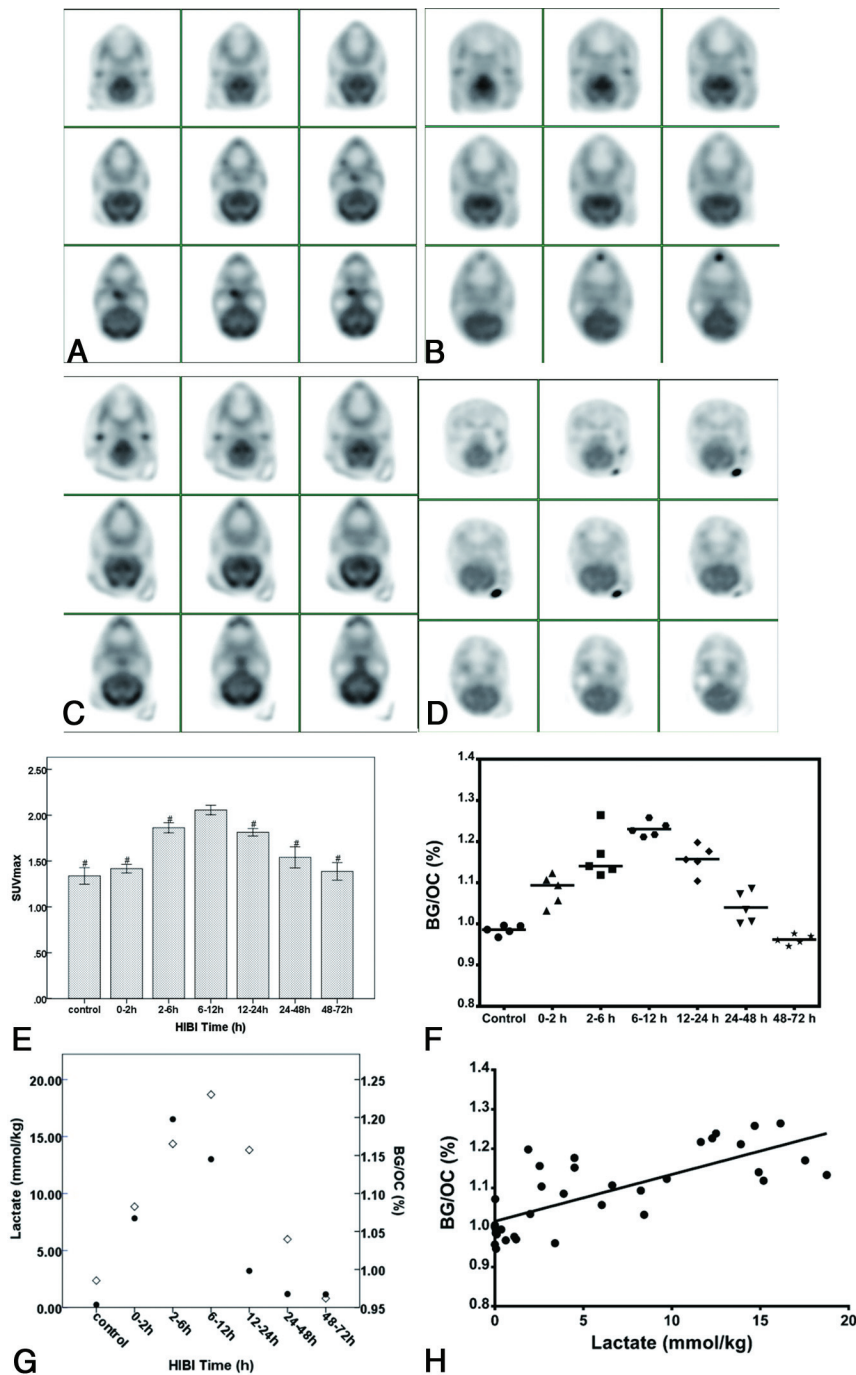 A
B
C
D
2.50
2.00
1.50
1.00
.50
.00
SUVmax
# # # # # #
control 0-2h 2-6h 6-12h 12-24h 24-48h 48-72h
HIBI Time (h)
E
1.4
1.3
1.2
1.1
1.0
0.9
0.8
BG/OC (%)
Control 0-2 h 2-6 h 6-12 h 12-24 h 24-48 h 48-72 h
F
20.00
15.00
10.00
5.00
0.00
Lactate (mmol/kg)
1.25
1.20
1.15
1.10
1.05
1.00
0.95
BG/OC (%)
control 0-2h 2-6h 6-12h 12-24h 24-48h 48-72h
HIBI Time (h)
G
1.4
1.3
1.2
1.1
1.0
0.9
0.8
BG/OC (%)
0 5 10 15 20
Lactate (mmol/kg)
H